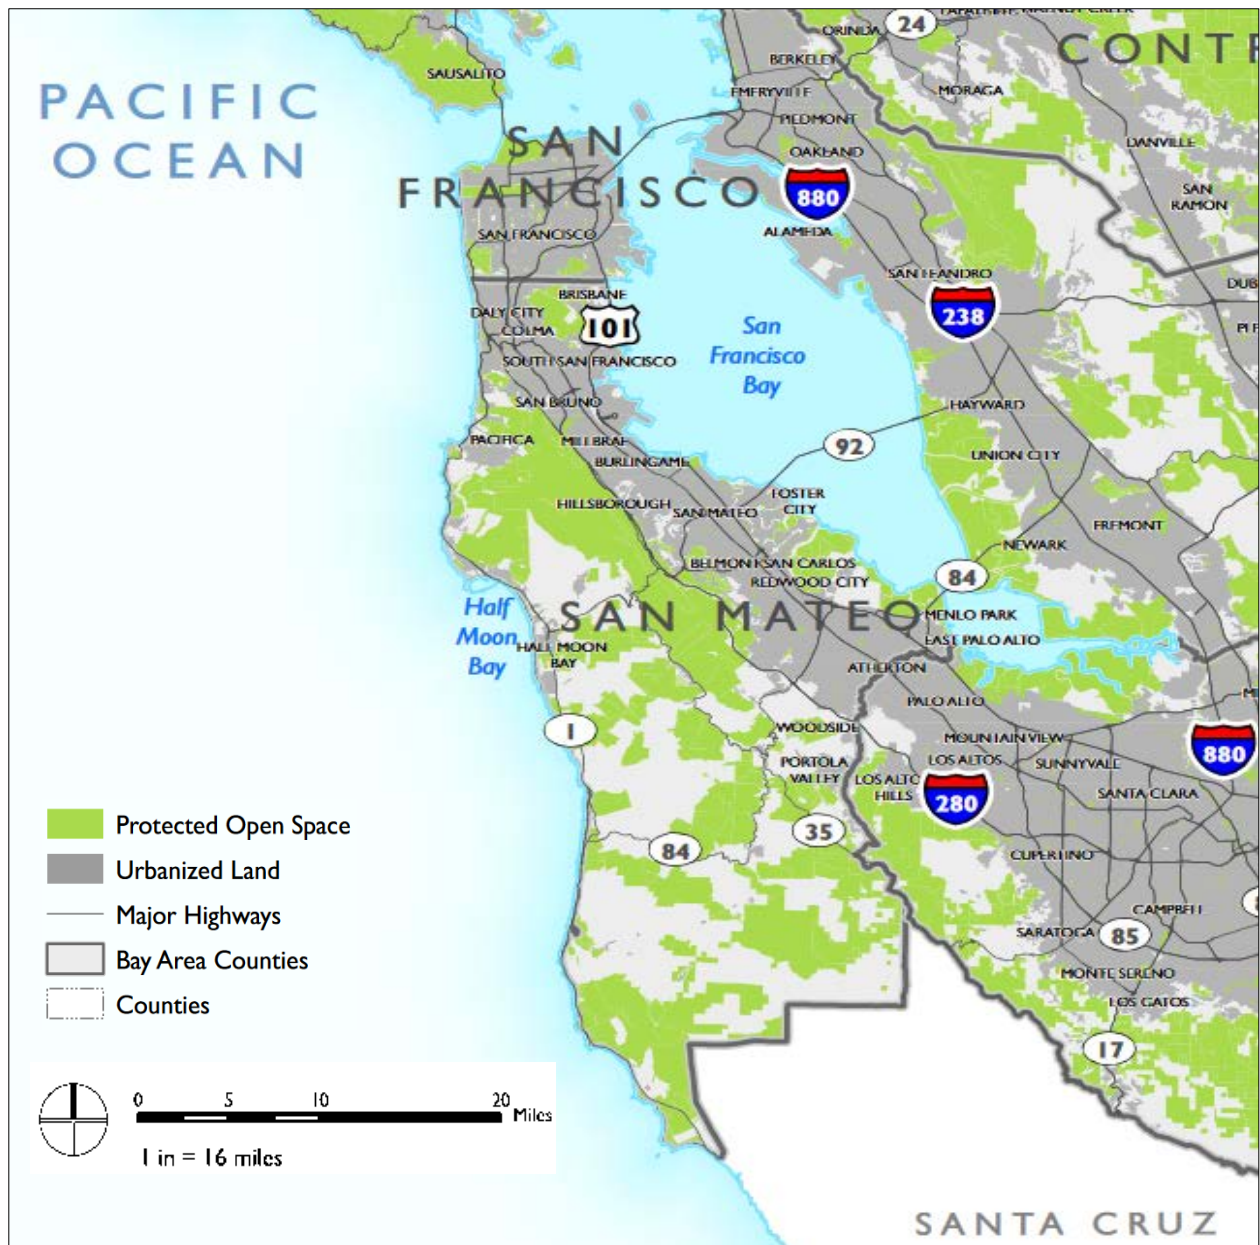 24
ORINDA
CONT
SAUSALITO
BERKELEY
EMERYVILLE
MORAGA
PACIFIC
OCEAN
PIEDMONT
DANVILLE
SAN
FRANCISCO
OAKLAND
880
SAN
RAMON
SAN FRANCISCO
ALAMEDA
SAN LEANDRO
DUB
BRISBANE
DALY CITY
COLMA
101
238
San
Francisco
Bay
SOUTH SAN FRANCISCO
SAN BRUNO
HAYWARD
PACIFICA
MILLBRAE
92
BURLINGAME
UNION CITY
HILLSBOROUGH
SAN MATEO
FOSTER
CITY
FREMONT
NEWARK
BELMONT
SAN CARLOS
REDWOOD CITY
84
Half
Moon
Bay
SAN MATEO
MENLO PARK
EAST PALO ALTO
HALF MOON
BAY
ATHERTON
PALO ALTO
1
WOODSIDE
MOUNTAIN VIEW
880
PORTOLA
VALLEY
LOS ALTOS
SUNNYVALE
LOS ALTO
HILLS
280
SANTA CLARA
35
84
CUPERTINO
CAMPBELL
SARATOGA
85
MONTE SERENO
LOS GATOS
17
Protected Open Space
Urbanized Land
Major Highways
Bay Area Counties
Counties
0 5 10 20 Miles
1 in = 16 miles
SANTA CRUZ